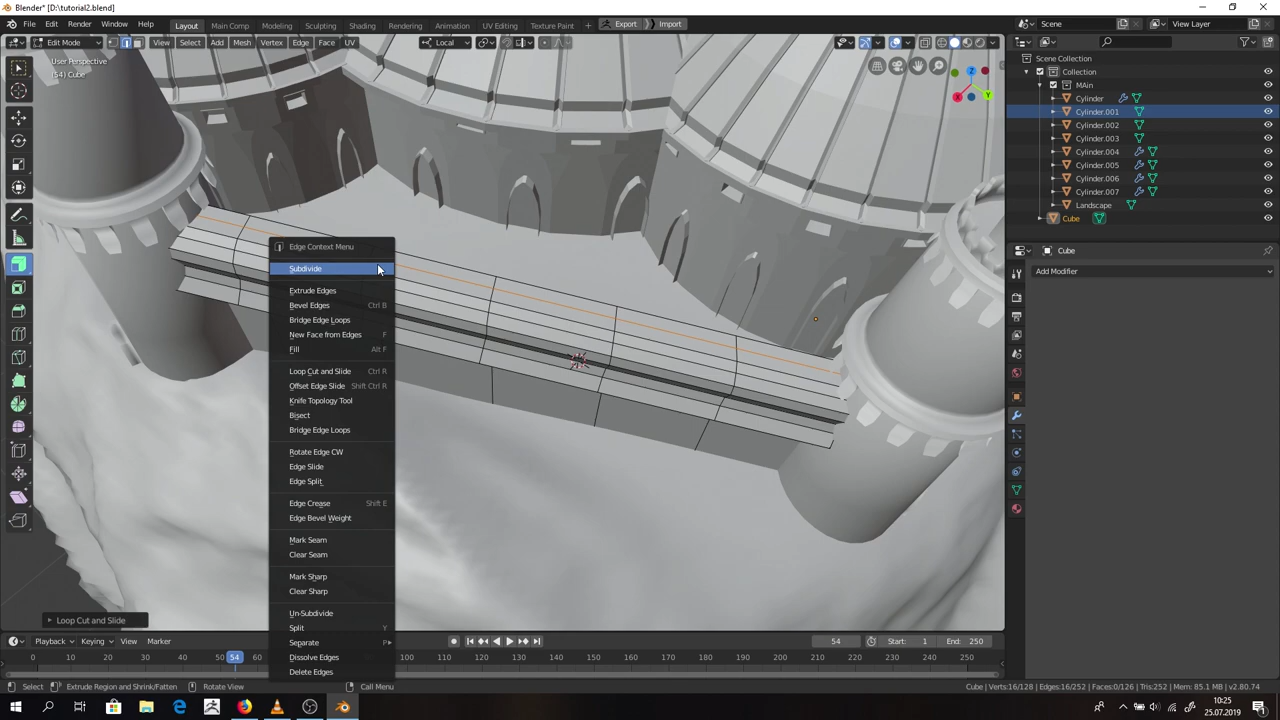 Blender* [D:\tutorial2.blend]
File Edit Render Window Help Layout Main Comp Modeling Sculpting Shading Rendering Animation UV Editing Texture Paint Export Import Scene View Layer
Edit Mode View Select Add Mesh Vertex Edge Face UV Local
User Perspective
(54) Cube
Scene Collection
Collection
MAin
Cylinder
Cylinder.001
Cylinder.002
Cylinder.003
Cylinder.004
Cylinder.005
Cylinder.006
Cylinder.007
Landscape
Cube
Cube
Add Modifier
X
Y
Z
Edge Context Menu
Subdivide
Extrude Edges
Bevel Edges Ctrl B
Bridge Edge Loops
New Face from Edges F
Fill Alt F
Loop Cut and Slide Ctrl R
Offset Edge Slide Shift Ctrl R
Knife Topology Tool
Bisect
Bridge Edge Loops
Rotate Edge CW
Edge Slide
Edge Split
Edge Crease Shift E
Edge Bevel Weight
Mark Seam
Clear Seam
Mark Sharp
Clear Sharp
Un-Subdivide
Split Y
Separate P
Dissolve Edges
Delete Edges
Loop Cut and Slide
Playback Keying View Marker 54 Start: 1 End: 250
0 10 20 30 40 50 54 60 100 110 120 130 140 150 160 170 180 190 200 210 220 230 240 250
Select Extrude Region and Shrink/Fatten Rotate View Call Menu Cube | Verts:16/128 | Edges:16/252 | Faces:0/126 | Tris:252 | Mem: 85.1 MB | v2.80.74
10:25
25.07.2019